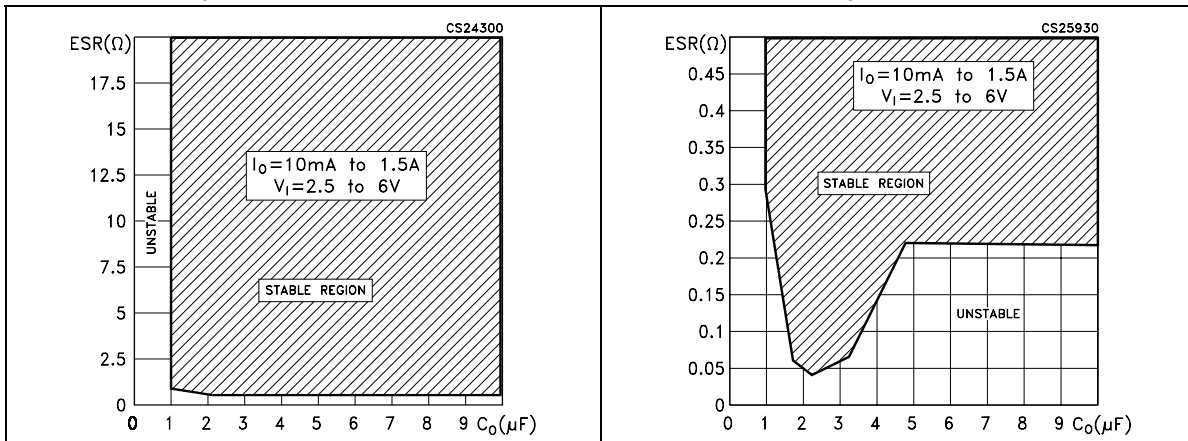 CS24300
ESR(Ω)
17.5
15
12.5
10
7.5
5
2.5
0
UNSTABLE
I₀=10mA to 1.5A
V_I=2.5 to 6V
STABLE REGION
0 1 2 3 4 5 6 7 8 9 C₀(μF)
CS25930
ESR(Ω)
0.45
0.4
0.35
0.3
0.25
0.2
0.15
0.1
0.05
0
I₀=10mA to 1.5A
V_I=2.5 to 6V
STABLE REGION
UNSTABLE
0 1 2 3 4 5 6 7 8 9 C₀(μF)